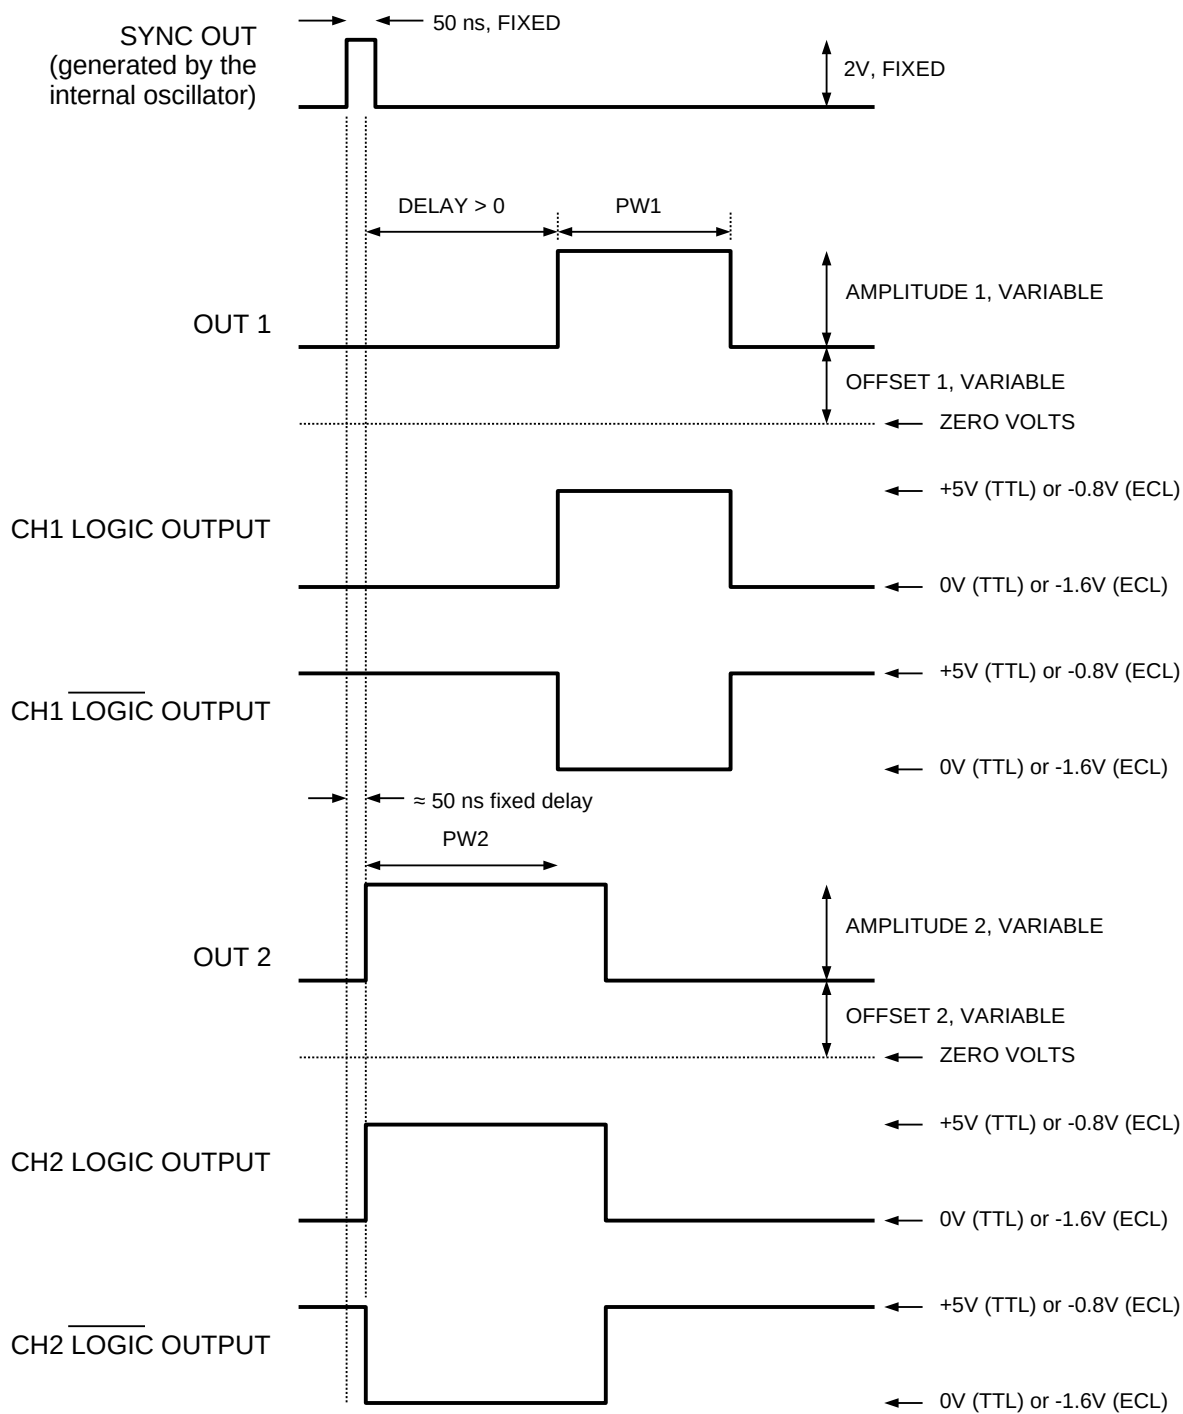 50 ns, FIXED
SYNC OUT
(generated by the
internal oscillator)
2V, FIXED
DELAY > 0
PW1
AMPLITUDE 1, VARIABLE
OUT 1
OFFSET 1, VARIABLE
ZERO VOLTS
+5V (TTL) or -0.8V (ECL)
CH1 LOGIC OUTPUT
0V (TTL) or -1.6V (ECL)
+5V (TTL) or -0.8V (ECL)
CH1 L̅O̅G̅I̅C̅ OUTPUT
0V (TTL) or -1.6V (ECL)
≈ 50 ns fixed delay
PW2
AMPLITUDE 2, VARIABLE
OUT 2
OFFSET 2, VARIABLE
ZERO VOLTS
+5V (TTL) or -0.8V (ECL)
CH2 LOGIC OUTPUT
0V (TTL) or -1.6V (ECL)
+5V (TTL) or -0.8V (ECL)
CH2 L̅O̅G̅I̅C̅ OUTPUT
0V (TTL) or -1.6V (ECL)